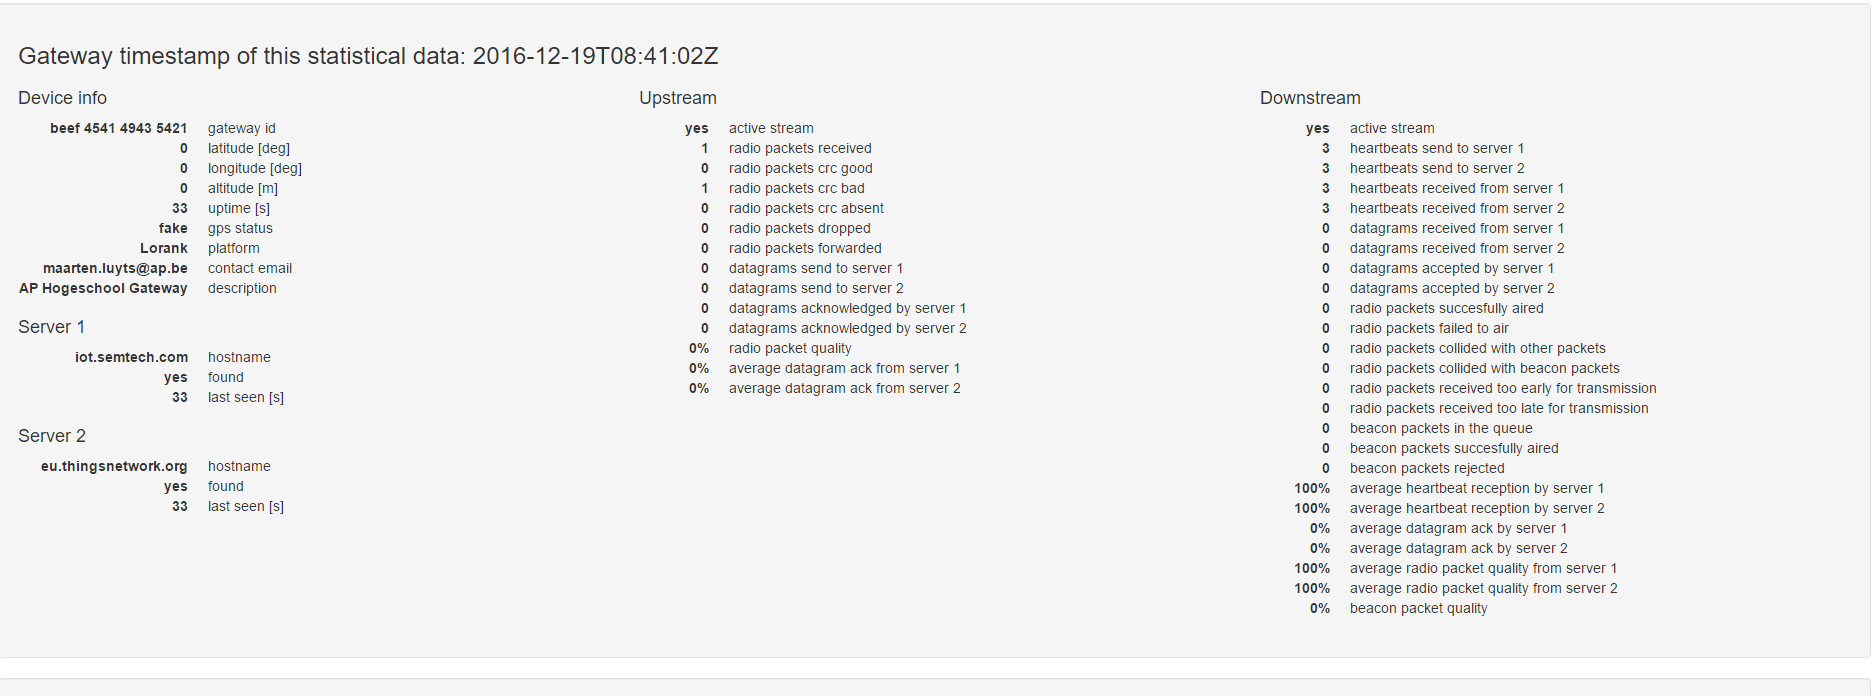 Gateway timestamp of this statistical data: 2016-12-19T08:41:02Z
Device info
beef 4541 4943 5421 gateway id
0 latitude [deg]
0 longitude [deg]
0 altitude [m]
33 uptime [s]
fake gps status
Lorank platform
maarten.luyts@ap.be contact email
AP Hogeschool Gateway description
Server 1
iot.semtech.com hostname
yes found
33 last seen [s]
Server 2
eu.thingsnetwork.org hostname
yes found
33 last seen [s]
Upstream
yes active stream
1 radio packets received
0 radio packets crc good
1 radio packets crc bad
0 radio packets crc absent
0 radio packets dropped
0 radio packets forwarded
0 datagrams send to server 1
0 datagrams send to server 2
0 datagrams acknowledged by server 1
0 datagrams acknowledged by server 2
0% radio packet quality
0% average datagram ack from server 1
0% average datagram ack from server 2
Downstream
yes active stream
3 heartbeats send to server 1
3 heartbeats send to server 2
3 heartbeats received from server 1
3 heartbeats received from server 2
0 datagrams received from server 1
0 datagrams received from server 2
0 datagrams accepted by server 1
0 datagrams accepted by server 2
0 radio packets succesfully aired
0 radio packets failed to air
0 radio packets collided with other packets
0 radio packets collided with beacon packets
0 radio packets received too early for transmission
0 radio packets received too late for transmission
0 beacon packets in the queue
0 beacon packets succesfully aired
0 beacon packets rejected
100% average heartbeat reception by server 1
100% average heartbeat reception by server 2
0% average datagram ack by server 1
0% average datagram ack by server 2
100% average radio packet quality from server 1
100% average radio packet quality from server 2
0% beacon packet quality